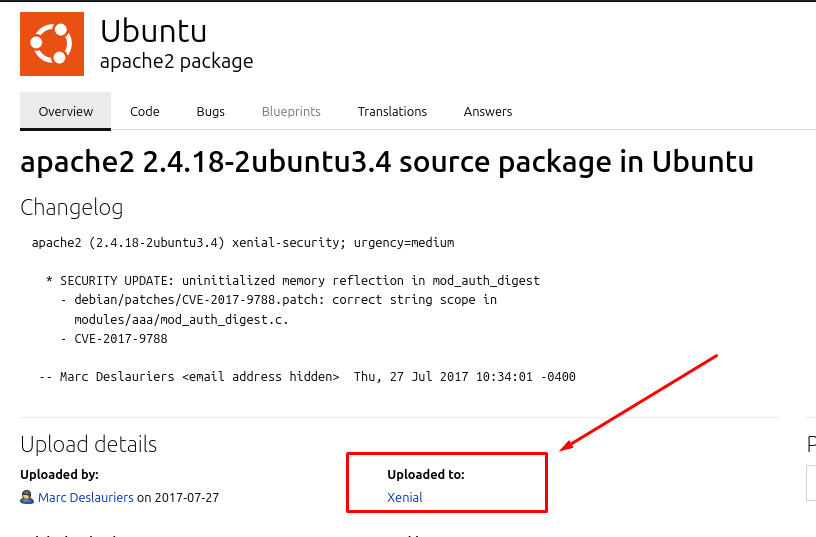 Ubuntu
apache2 package
Overview Code Bugs Blueprints Translations Answers
apache2 2.4.18-2ubuntu3.4 source package in Ubuntu
Changelog
apache2 (2.4.18-2ubuntu3.4) xenial-security; urgency=medium
* SECURITY UPDATE: uninitialized memory reflection in mod_auth_digest
- debian/patches/CVE-2017-9788.patch: correct string scope in
modules/aaa/mod_auth_digest.c.
- CVE-2017-9788
-- Marc Deslauriers <email address hidden>  Thu, 27 Jul 2017 10:34:01 -0400
Upload details
Uploaded by:
Marc Deslauriers on 2017-07-27
Uploaded to:
Xenial